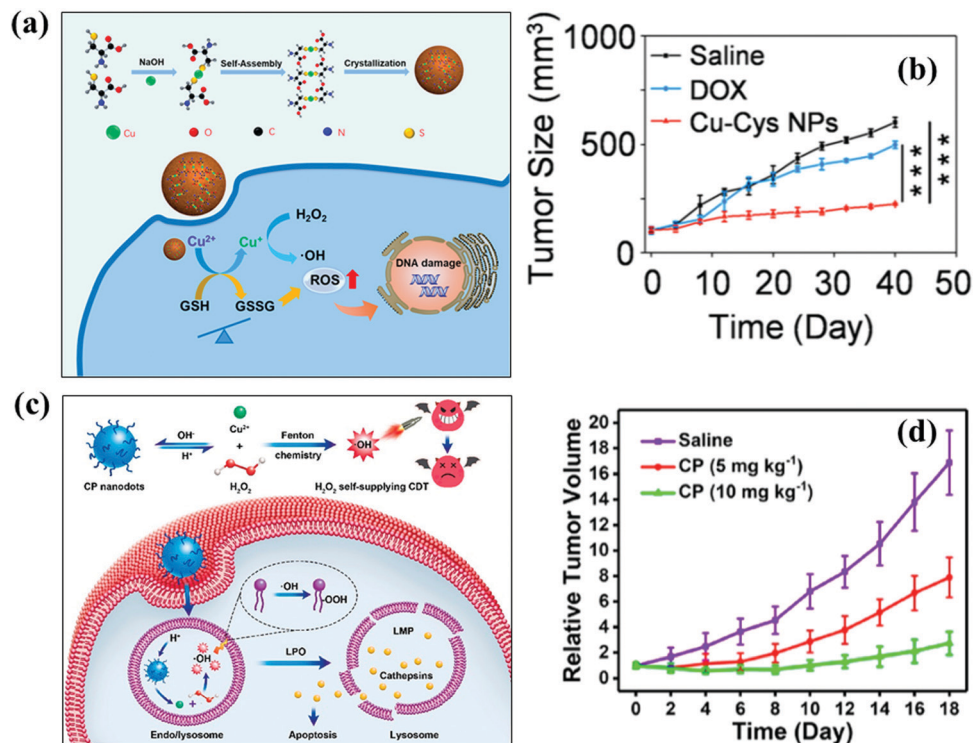 (a)
NaOH
Self-Assembly
Crystallization
Cu
O
C
N
S
H₂O₂
Cu²⁺
Cu⁺
·OH
DNA damage
ROS
GSH
GSSG
(b)
Tumor Size (mm³)
1000
500
0
Saline
DOX
Cu-Cys NPs
***
***
0 10 20 30 40 50
Time (Day)
(c)
CP nanodots
OH⁻
H⁺
Cu²⁺
+
H₂O₂
Fenton
chemistry
·OH
H₂O₂ self-supplying CDT
·OH
·OOH
H⁺
·OH
+
LPO
LMP
Cathepsins
Endo/lysosome
Apoptosis
Lysosome
(d)
Relative Tumor Volume
20
18
16
14
12
10
8
6
4
2
0
Saline
CP (5 mg kg⁻¹)
CP (10 mg kg⁻¹)
0 2 4 6 8 10 12 14 16 18
Time (Day)